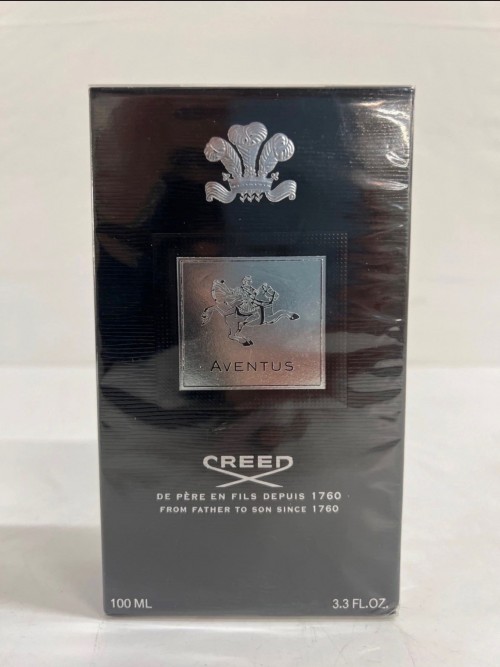 AVENTUS
CREED
DE PÈRE EN FILS DEPUIS 1760
FROM FATHER TO SON SINCE 1760
100 ML 3.3 FL.OZ.